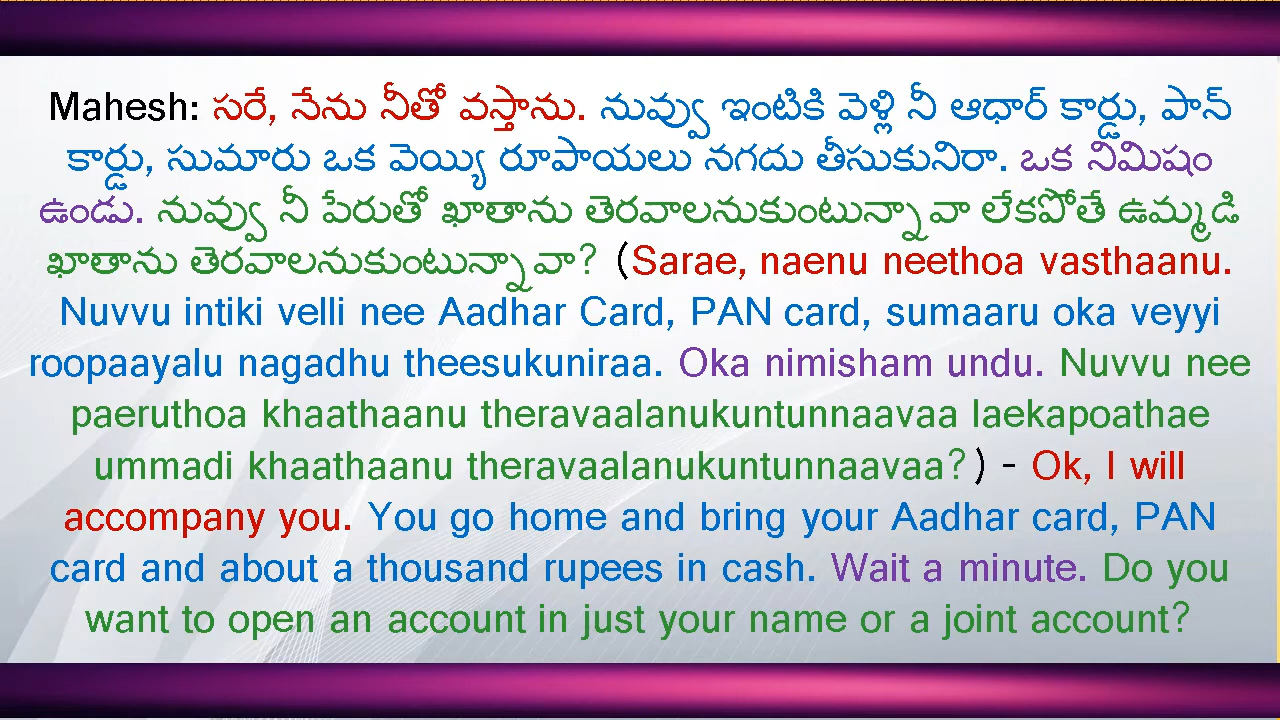 Mahesh: సరే, నేను నీతో వస్తాను. నువ్వు ఇంటికి వెళ్లి నీ ఆధార్ కార్డు, పాన్
కార్డు, సుమారు ఒక వెయ్యి రూపాయలు నగదు తీసుకునిరా. ఒక నిమిషం
ఉండు. నువ్వు నీ పేరుతో ఖాతాను తెరవాలనుకుంటున్నావా లేకపోతే ఉమ్మడి
ఖాతాను తెరవాలనుకుంటున్నావా? (Sarae, naenu neethoa vasthaanu.
Nuvvu intiki velli nee Aadhar Card, PAN card, sumaaru oka veyyi
roopaayalu nagadhu theesukuniraa. Oka nimisham undu. Nuvvu nee
paeruthoa khaathaanu theravaalanukuntunnaavaa laekapoathae
ummadi khaathaanu theravaalanukuntunnaavaa?) - Ok, I will
accompany you. You go home and bring your Aadhar card, PAN
card and about a thousand rupees in cash. Wait a minute. Do you
want to open an account in just your name or a joint account?